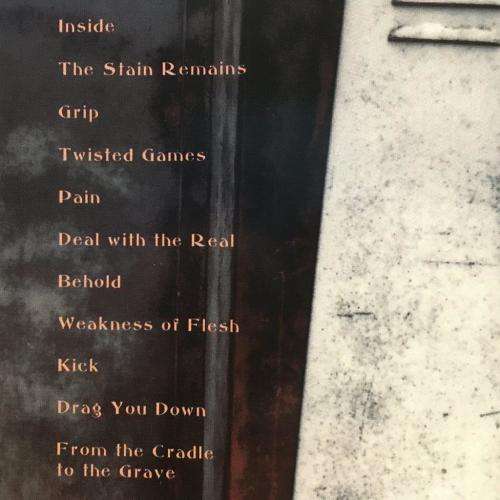 Inside
The Stain Remains
Grip
Twisted Games
Pain
Deal with the Real
Behold
Weakness of Flesh
Kick
Drag You Down
From the Cradle
to the Grave